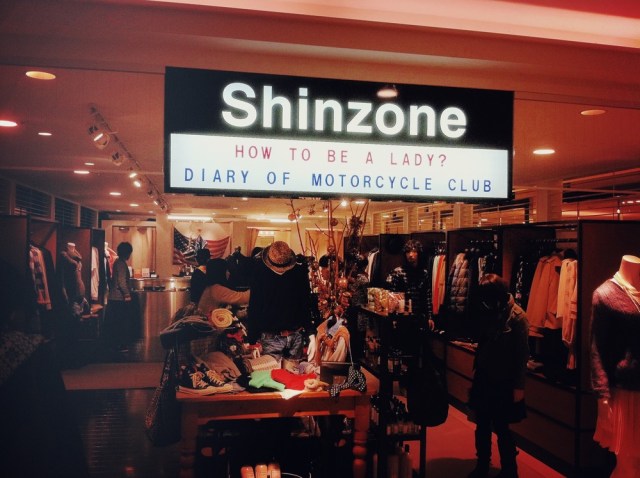 Shinzone
HOW TO BE A LADY?
DIARY OF MOTORCYCLE CLUB